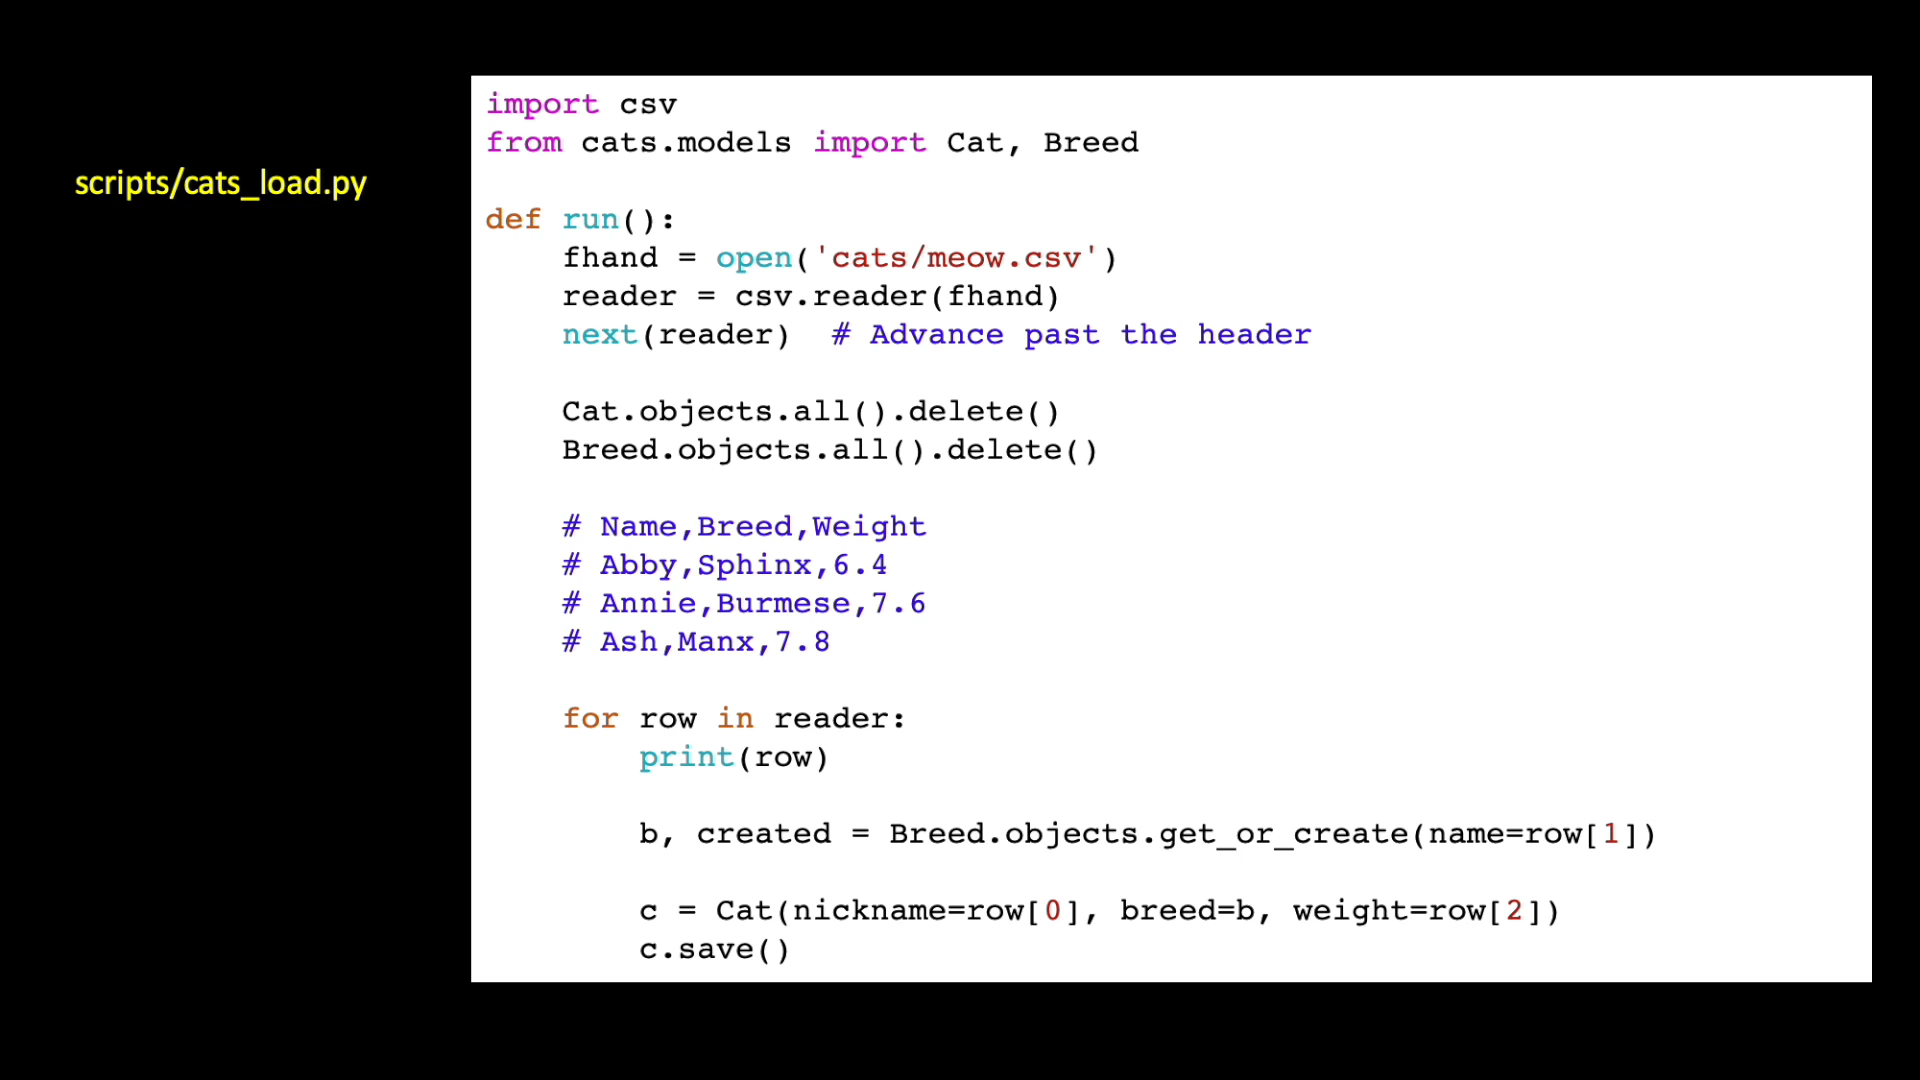 scripts/cats_load.py
import csv
from cats.models import Cat, Breed
def run():
    fhand = open('cats/meow.csv')
    reader = csv.reader(fhand)
    next(reader)  # Advance past the header
    Cat.objects.all().delete()
    Breed.objects.all().delete()
    # Name,Breed,Weight
    # Abby,Sphinx,6.4
    # Annie,Burmese,7.6
    # Ash,Manx,7.8
    for row in reader:
        print(row)
        b, created = Breed.objects.get_or_create(name=row[1])
        c = Cat(nickname=row[0], breed=b, weight=row[2])
        c.save()